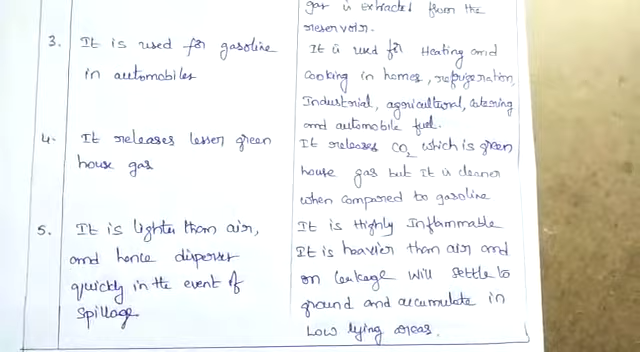 gas is extracted from the
reservoir.
3. It is used for gasoline
in automobiles
It is used for Heating and
cooking in homes, refrigeration,
Industrial, agricultural, catering
and automobile fuel.
4. It releases lesser green
house gas
It releases CO2 which is green
house gas but it is cleaner
when compared to gasoline
5. It is lighter than air,
and hence disperses
quickly in the event of
spillage
It is Highly Inflammable
It is heavier than air and
on leakage will settle to
ground and accumulate in
Low lying areas.